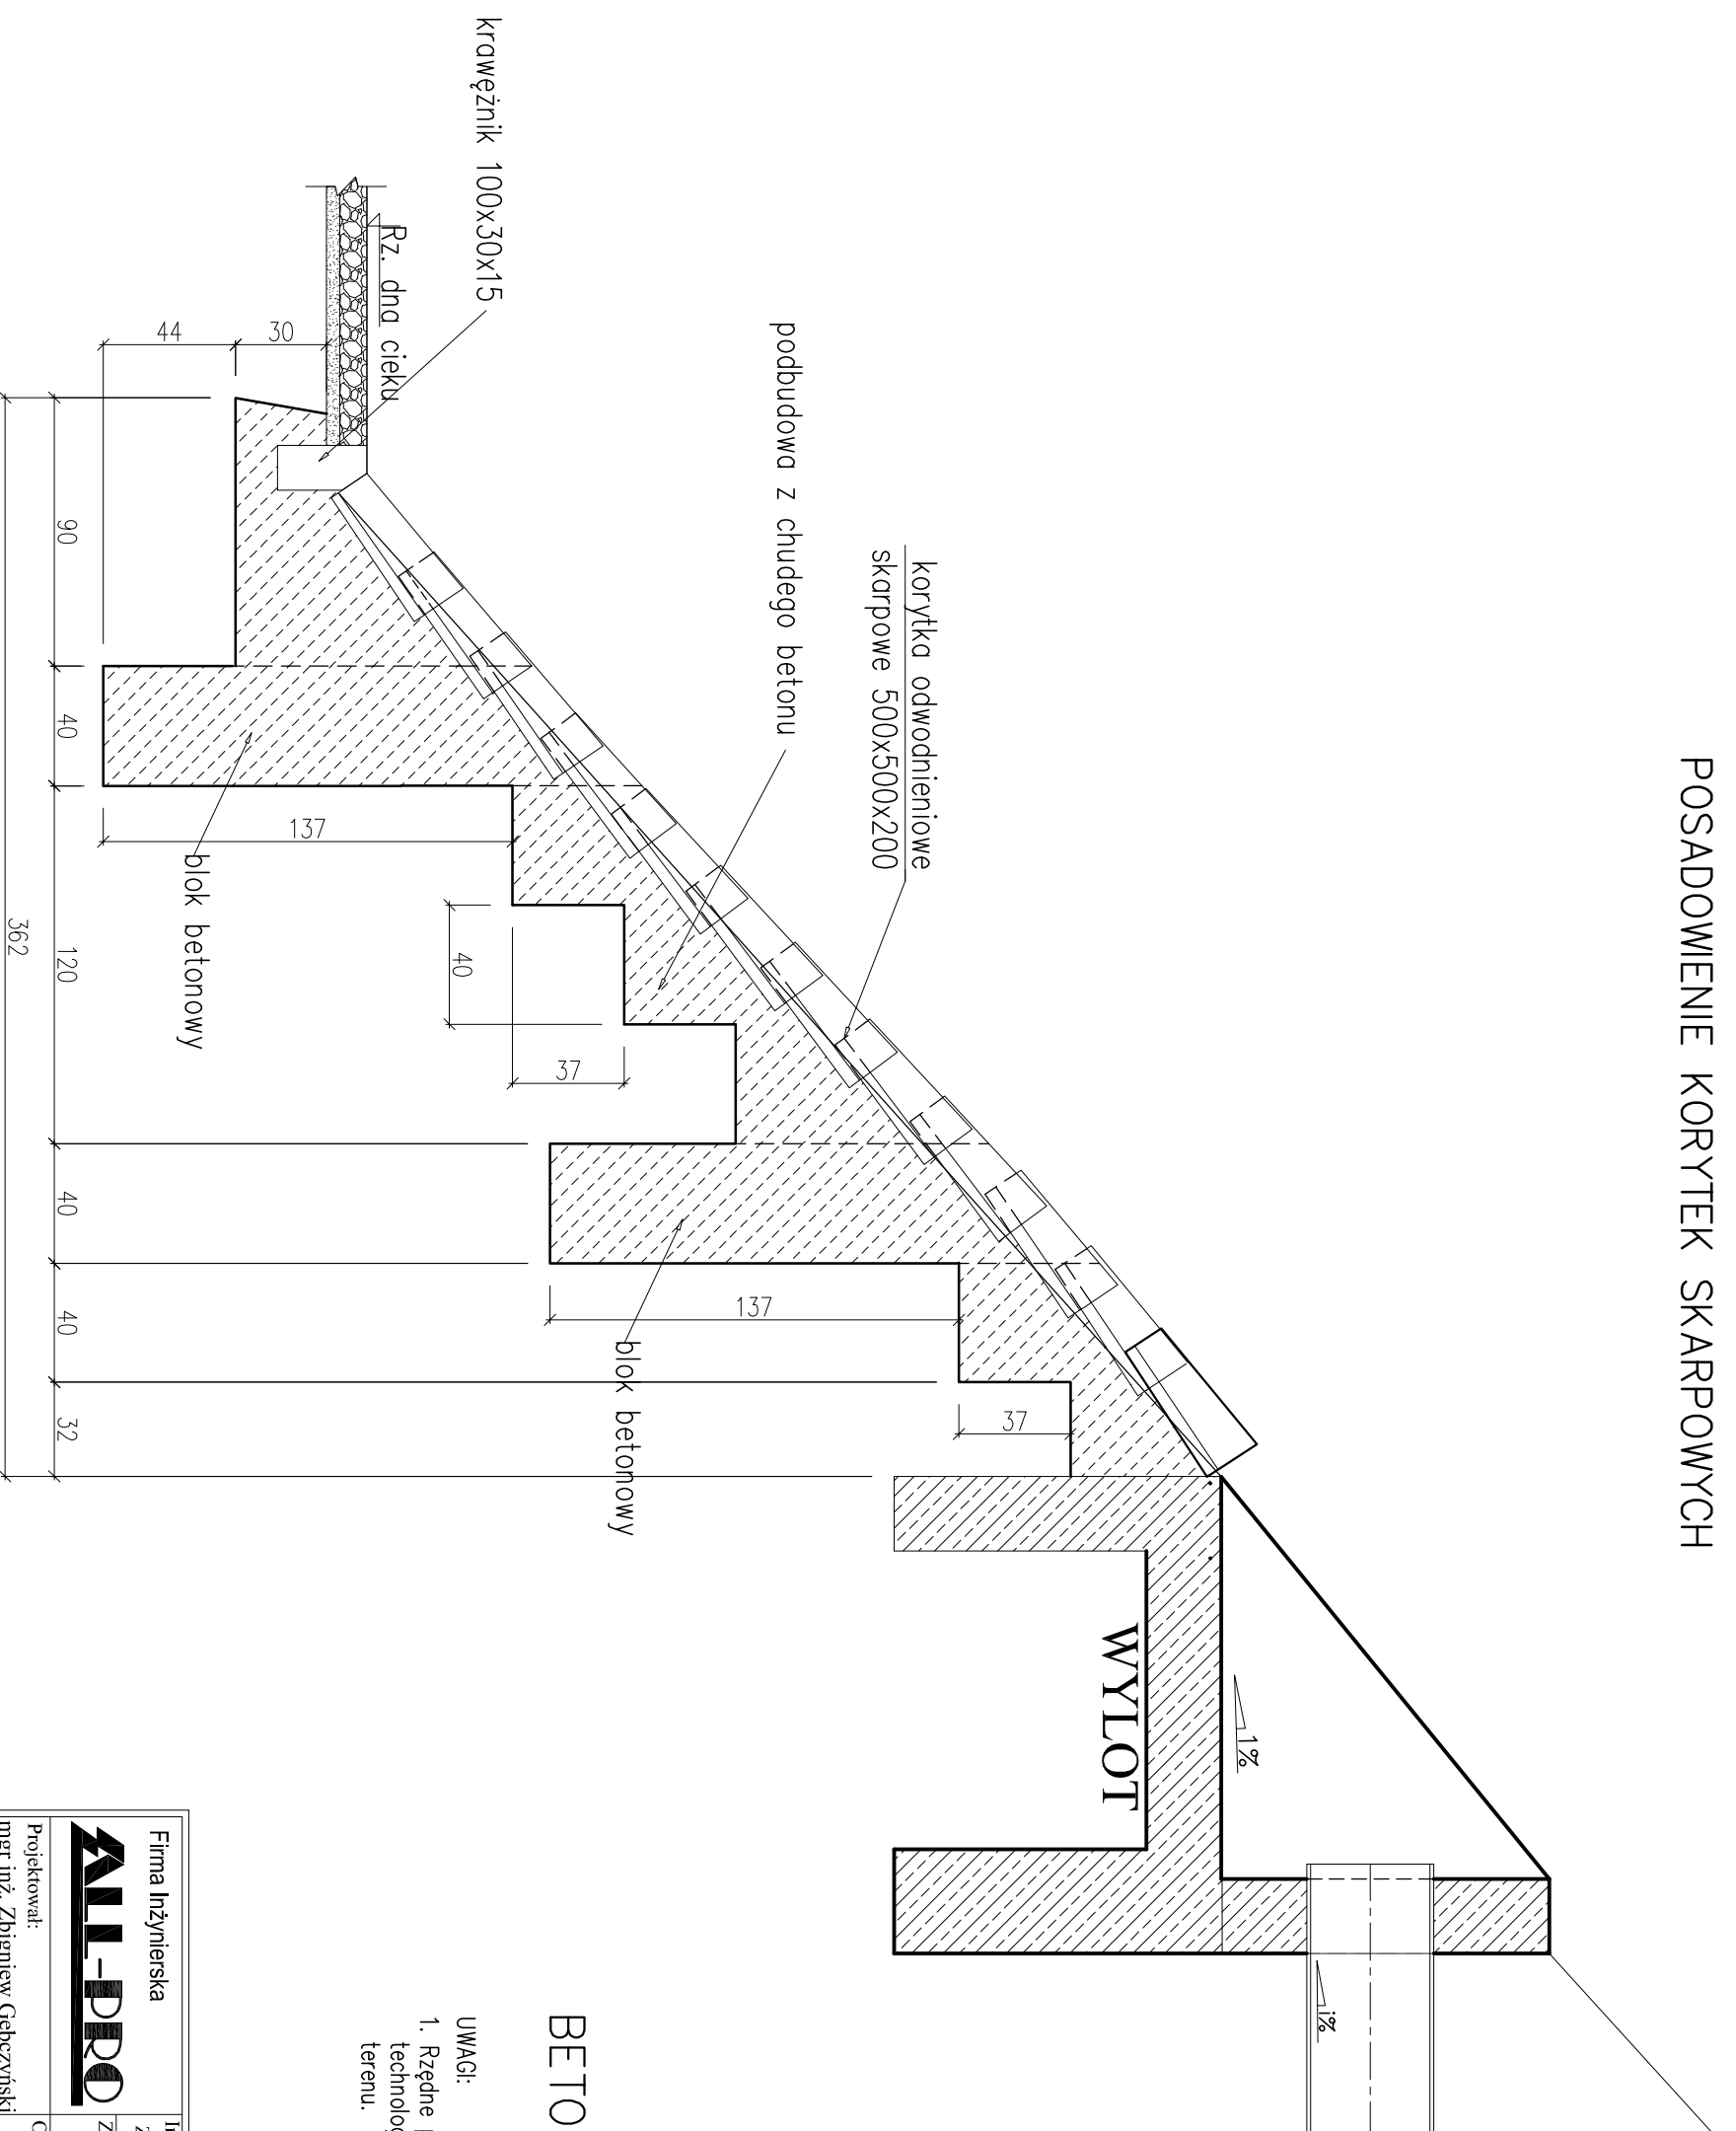 POSADOWIENIE KORYTEK SKARPOWYCH
korytka odwodnieniowe
skarpowe 500x500x200
podbudowa z chudego betonu
krawężnik 100x30x15
Rz. dna cieku
WYLOT
1%
i%
44
30
137
40
37
137
37
blok betonowy
blok betonowy
90
40
120
40
40
32
362
BETO
UWAGI:
1. Rzędne
technolog
terenu.
Firma Inżynierska
ALL-PRO
Projektował:
mgr inż. Zbigniew Gębczyński